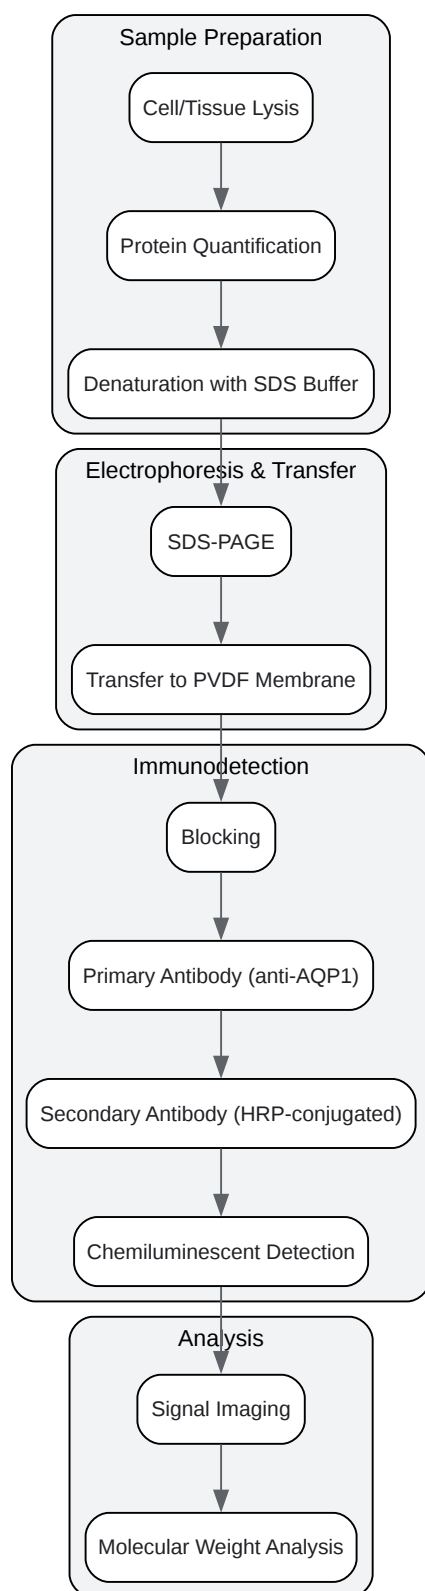 Sample Preparation
Cell/Tissue Lysis
Protein Quantification
Denaturation with SDS Buffer
Electrophoresis & Transfer
SDS-PAGE
Transfer to PVDF Membrane
Immunodetection
Blocking
Primary Antibody (anti-AQP1)
Secondary Antibody (HRP-conjugated)
Chemiluminescent Detection
Analysis
Signal Imaging
Molecular Weight Analysis